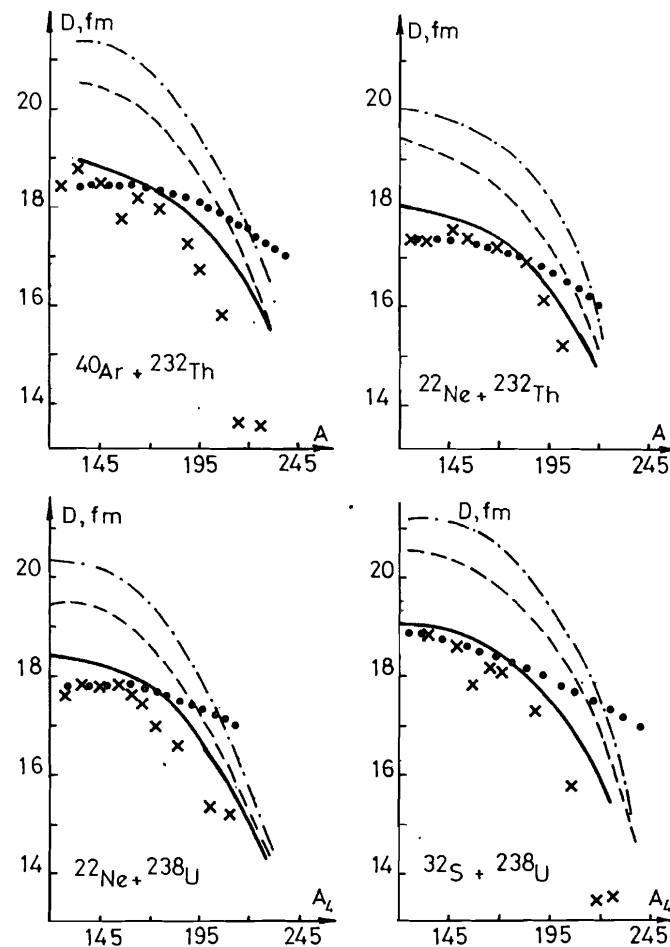 D, fm
20
18
16
14
⁴⁰Ar + ²³²Th
A
145 195 245
D, fm
20
18
16
14
²²Ne + ²³²Th
A
145 195 245
D, fm
20
18
16
14
²²Ne + ²³⁸U
A₄
145 195 245
D, fm
20
18
16
14
³²S + ²³⁸U
A₄
145 195 245